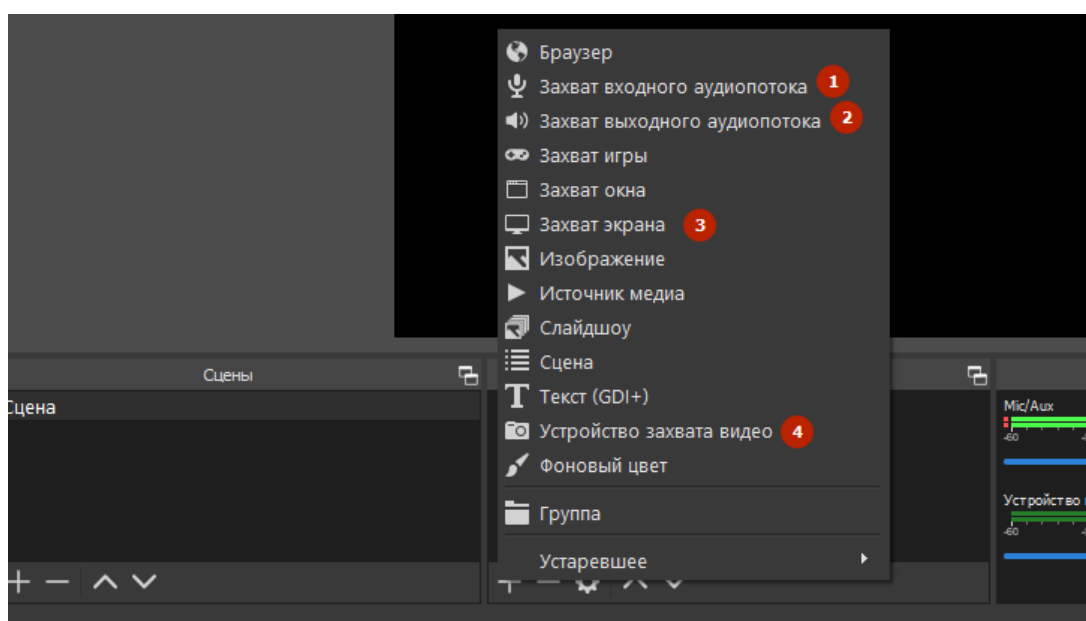 Браузер
Захват входного аудиопотока 1
Захват выходного аудиопотока 2
Захват игры
Захват окна
Захват экрана 3
Изображение
Источник медиа
Слайдшоу
Сцена
Текст (GDI+)
Устройство захвата видео 4
Фоновый цвет
Группа
Устаревшее
Сцены
Сцена
Mic/Aux
-60
Устройство
-60